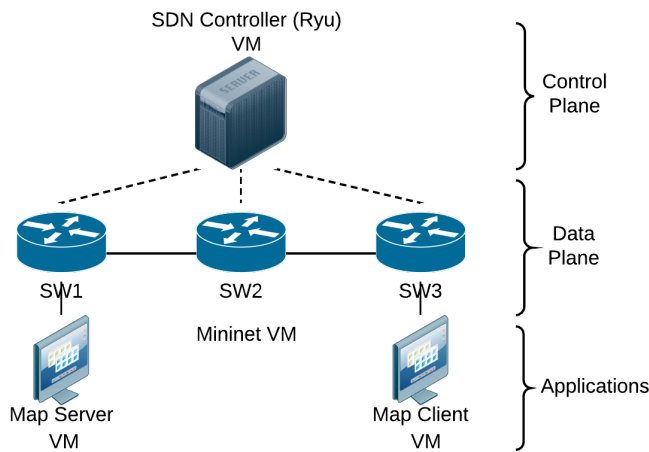 SDN Controller (Ryu)
VM
SERVER
Control
Plane
Data
Plane
SW1
SW2
SW3
Mininet VM
Applications
Map Server
VM
Map Client
VM